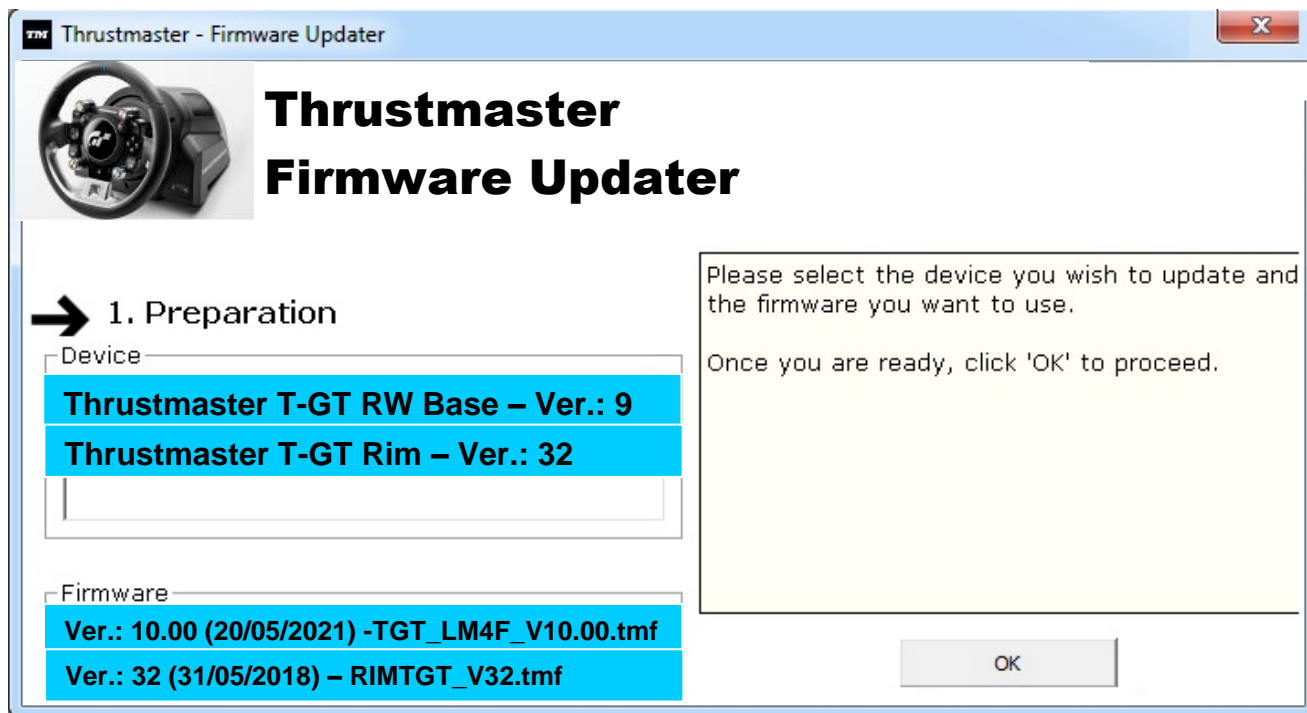 TM Thrustmaster - Firmware Updater
Thrustmaster
Firmware Updater
1. Preparation
Device
Thrustmaster T-GT RW Base – Ver.: 9
Thrustmaster T-GT Rim – Ver.: 32
Firmware
Ver.: 10.00 (20/05/2021) -TGT_LM4F_V10.00.tmf
Ver.: 32 (31/05/2018) – RIMTGT_V32.tmf
Please select the device you wish to update and
the firmware you want to use.
Once you are ready, click 'OK' to proceed.
OK